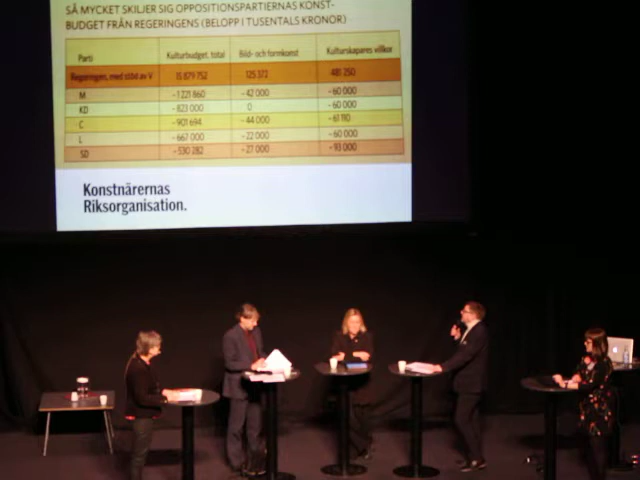 SÅ MYCKET SKILJER SIG OPPOSITIONSPARTIERNAS KONST-
BUDGET FRÅN REGERINGENS (BELOPP I TUSENTALS KRONOR)
Parti Kulturbudget, total Bild- och formkonst Kulturskapares villkor
Regeringen, med stöd av V 15 879 752 125 372 481 250
M -1 221 860 -42 000 -60 000
KD -823 000 0 -60 000
C -901 694 -44 000 -61 110
L -667 000 -22 000 -60 000
SD -530 282 -27 000 -93 000
Konstnärernas
Riksorganisation.